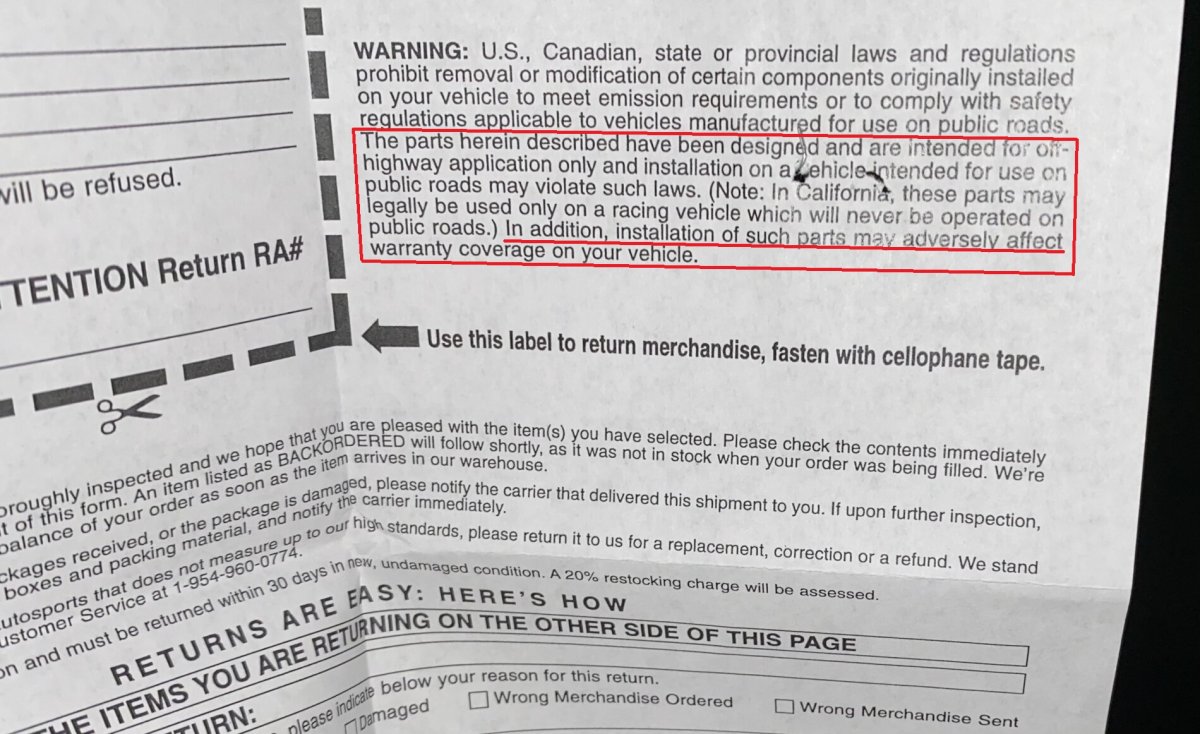 WARNING: U.S., Canadian, state or provincial laws and regulations
prohibit removal or modification of certain components originally installed
on your vehicle to meet emission requirements or to comply with safety
regulations applicable to vehicles manufactured for use on public roads.
The parts herein described have been designed and are intended for off-
highway application only and installation on a vehicle intended for use on
public roads may violate such laws. (Note: In California, these parts may
legally be used only on a racing vehicle which will never be operated on
public roads.) In addition, installation of such parts may adversely affect
warranty coverage on your vehicle.
will be refused.
TTENTION Return RA#
Use this label to return merchandise, fasten with cellophane tape.
oroughly inspected and we hope that you are pleased with the item(s) you have selected. Please check the contents immediately
t of this form. An item listed as BACKORDERED will follow shortly, as it was not in stock when your order was being filled. We're
balance of your order as soon as the item arrives in our warehouse.
ckages received, or the package is damaged, please notify the carrier that delivered this shipment to you. If upon further inspection,
boxes and packing material, and notify the carrier immediately.
utosports that does not measure up to our high standards, please return it to us for a replacement, correction or a refund. We stand
ustomer Service at 1-954-960-0774.
on and must be returned within 30 days in new, undamaged condition. A 20% restocking charge will be assessed.
RETURNS ARE EASY: HERE'S HOW
THE ITEMS YOU ARE RETURNING ON THE OTHER SIDE OF THIS PAGE
TURN:
please indicate below your reason for this return.
Damaged
Wrong Merchandise Ordered
Wrong Merchandise Sent